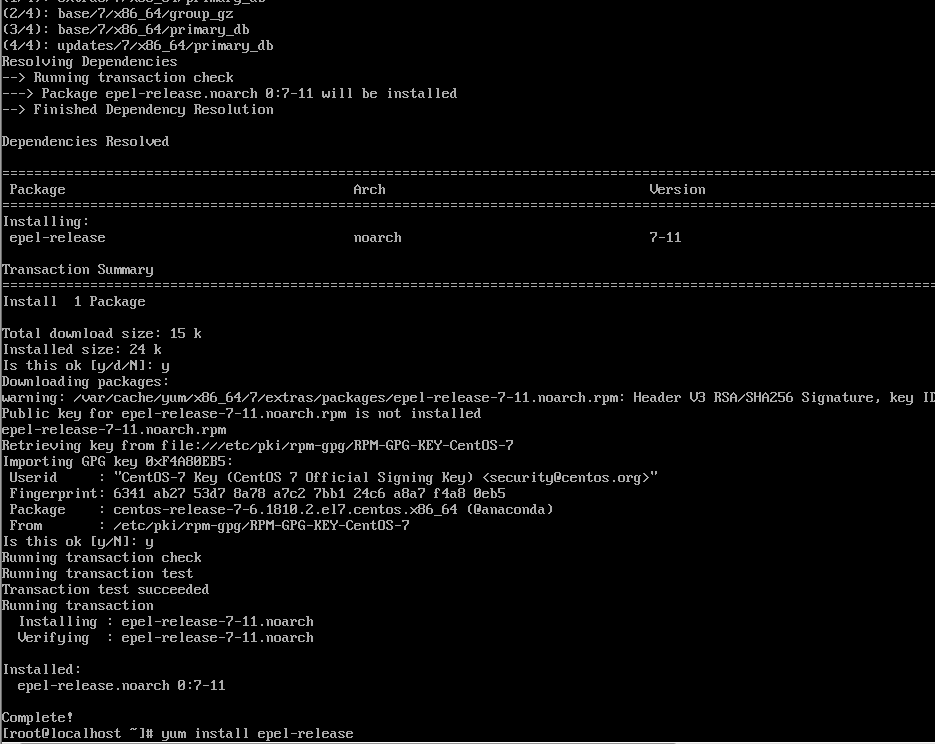 (1/4): extras/7/x86_64/primary_db
(2/4): base/7/x86_64/group_gz
(3/4): base/7/x86_64/primary_db
(4/4): updates/7/x86_64/primary_db
Resolving Dependencies
--> Running transaction check
---> Package epel-release.noarch 0:7-11 will be installed
--> Finished Dependency Resolution
Dependencies Resolved
================================================================================
Package Arch Version
================================================================================
Installing:
epel-release noarch 7-11
Transaction Summary
================================================================================
Install 1 Package
Total download size: 15 k
Installed size: 24 k
Is this ok [y/d/N]: y
Downloading packages:
warning: /var/cache/yum/x86_64/7/extras/packages/epel-release-7-11.noarch.rpm: Header V3 RSA/SHA256 Signature, key ID
Public key for epel-release-7-11.noarch.rpm is not installed
epel-release-7-11.noarch.rpm
Retrieving key from file:///etc/pki/rpm-gpg/RPM-GPG-KEY-CentOS-7
Importing GPG key 0xF4A80EB5:
Userid : "CentOS-7 Key (CentOS 7 Official Signing Key) <security@centos.org>"
Fingerprint: 6341 ab27 53d7 8a78 a7c2 7bb1 24c6 a8a7 f4a8 0eb5
Package : centos-release-7-6.1810.2.el7.centos.x86_64 (@anaconda)
From : /etc/pki/rpm-gpg/RPM-GPG-KEY-CentOS-7
Is this ok [y/N]: y
Running transaction check
Running transaction test
Transaction test succeeded
Running transaction
Installing : epel-release-7-11.noarch
Verifying : epel-release-7-11.noarch
Installed:
epel-release.noarch 0:7-11
Complete!
[root@localhost ~]# yum install epel-release